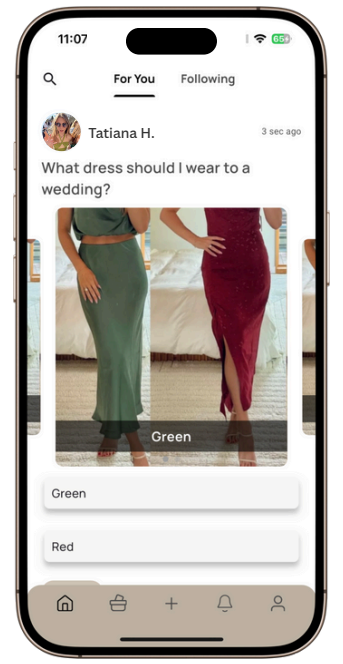 11:07
65
For You Following
Tatiana H.
3 sec ago
What dress should I wear to a
wedding?
Green
Green
Red